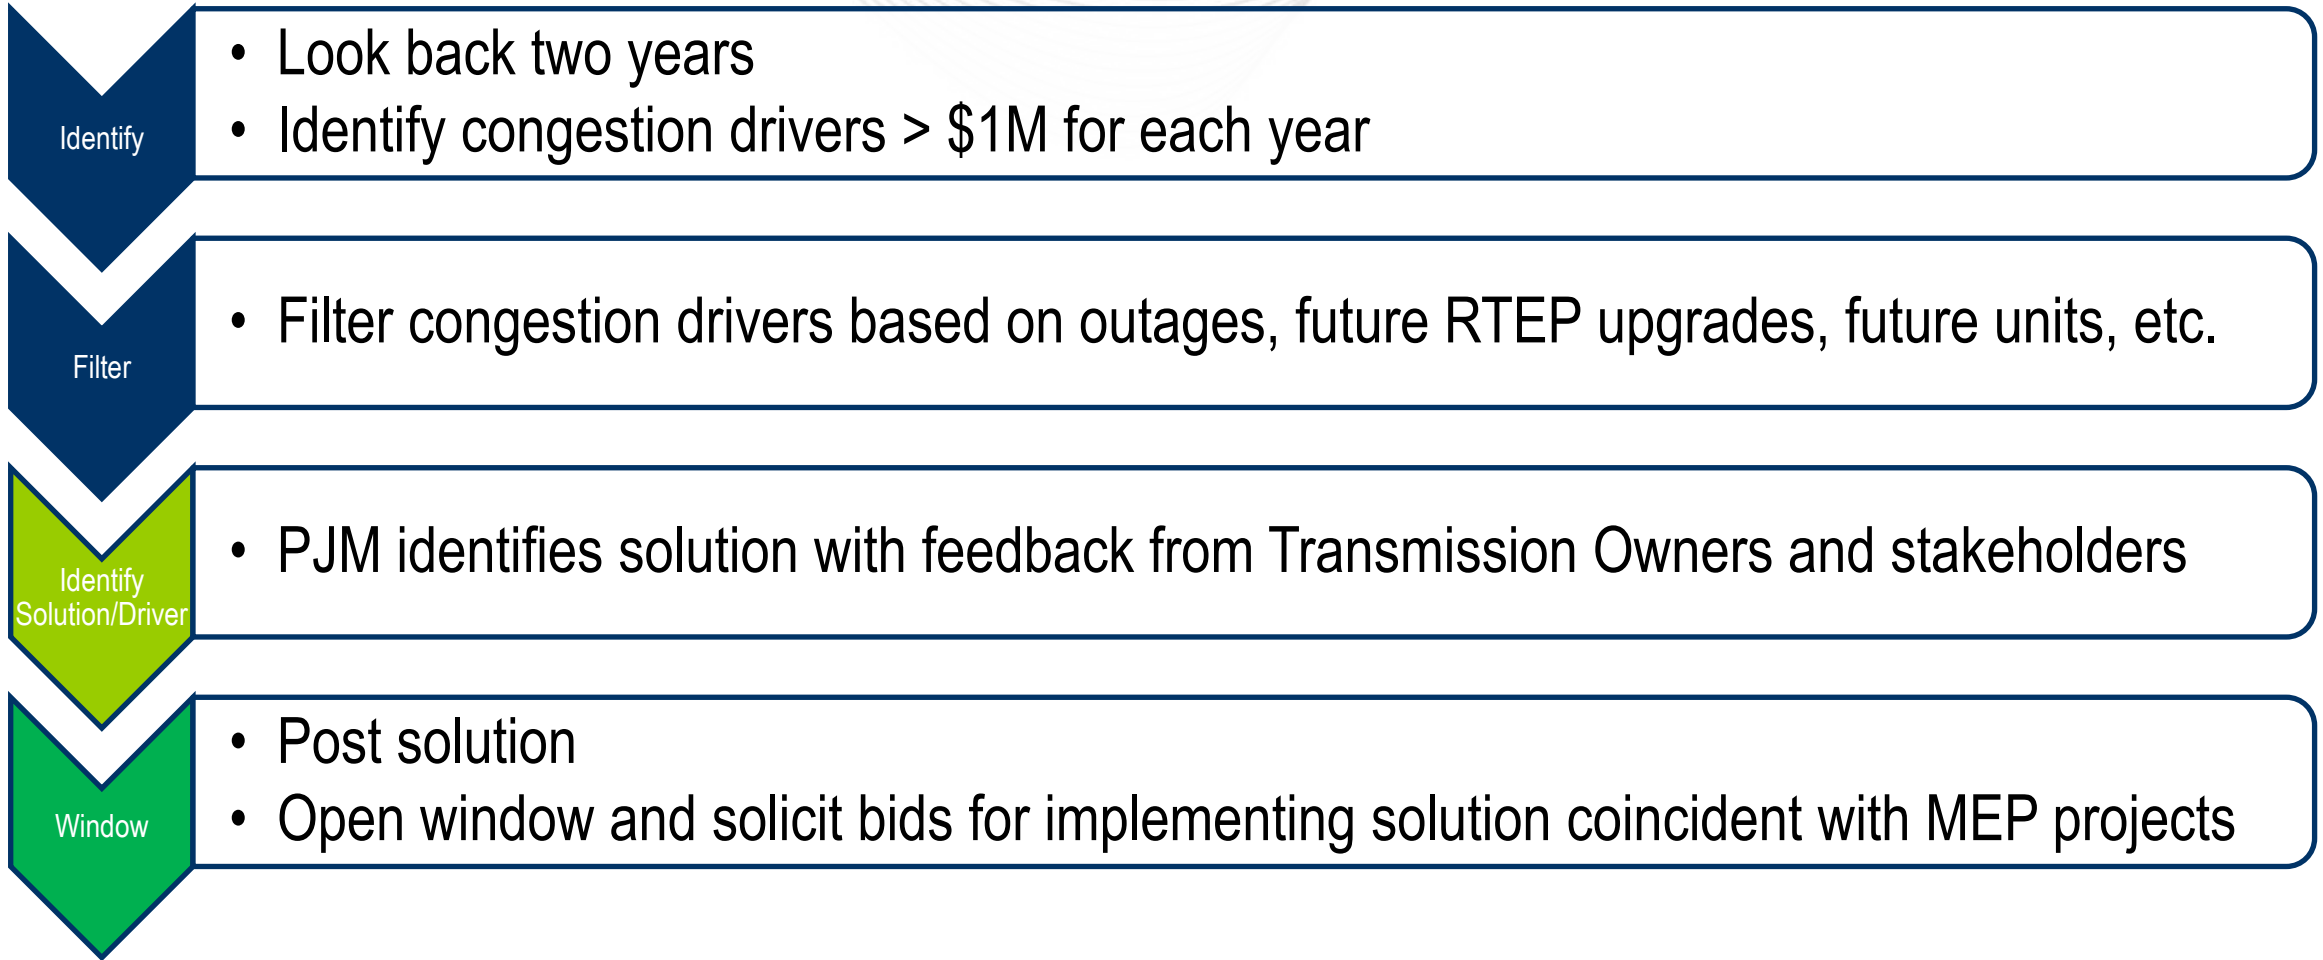 Identify
• Look back two years
• Identify congestion drivers > $1M for each year
Filter
• Filter congestion drivers based on outages, future RTEP upgrades, future units, etc.
Identify
Solution/Driver
• PJM identifies solution with feedback from Transmission Owners and stakeholders
Window
• Post solution
• Open window and solicit bids for implementing solution coincident with MEP projects